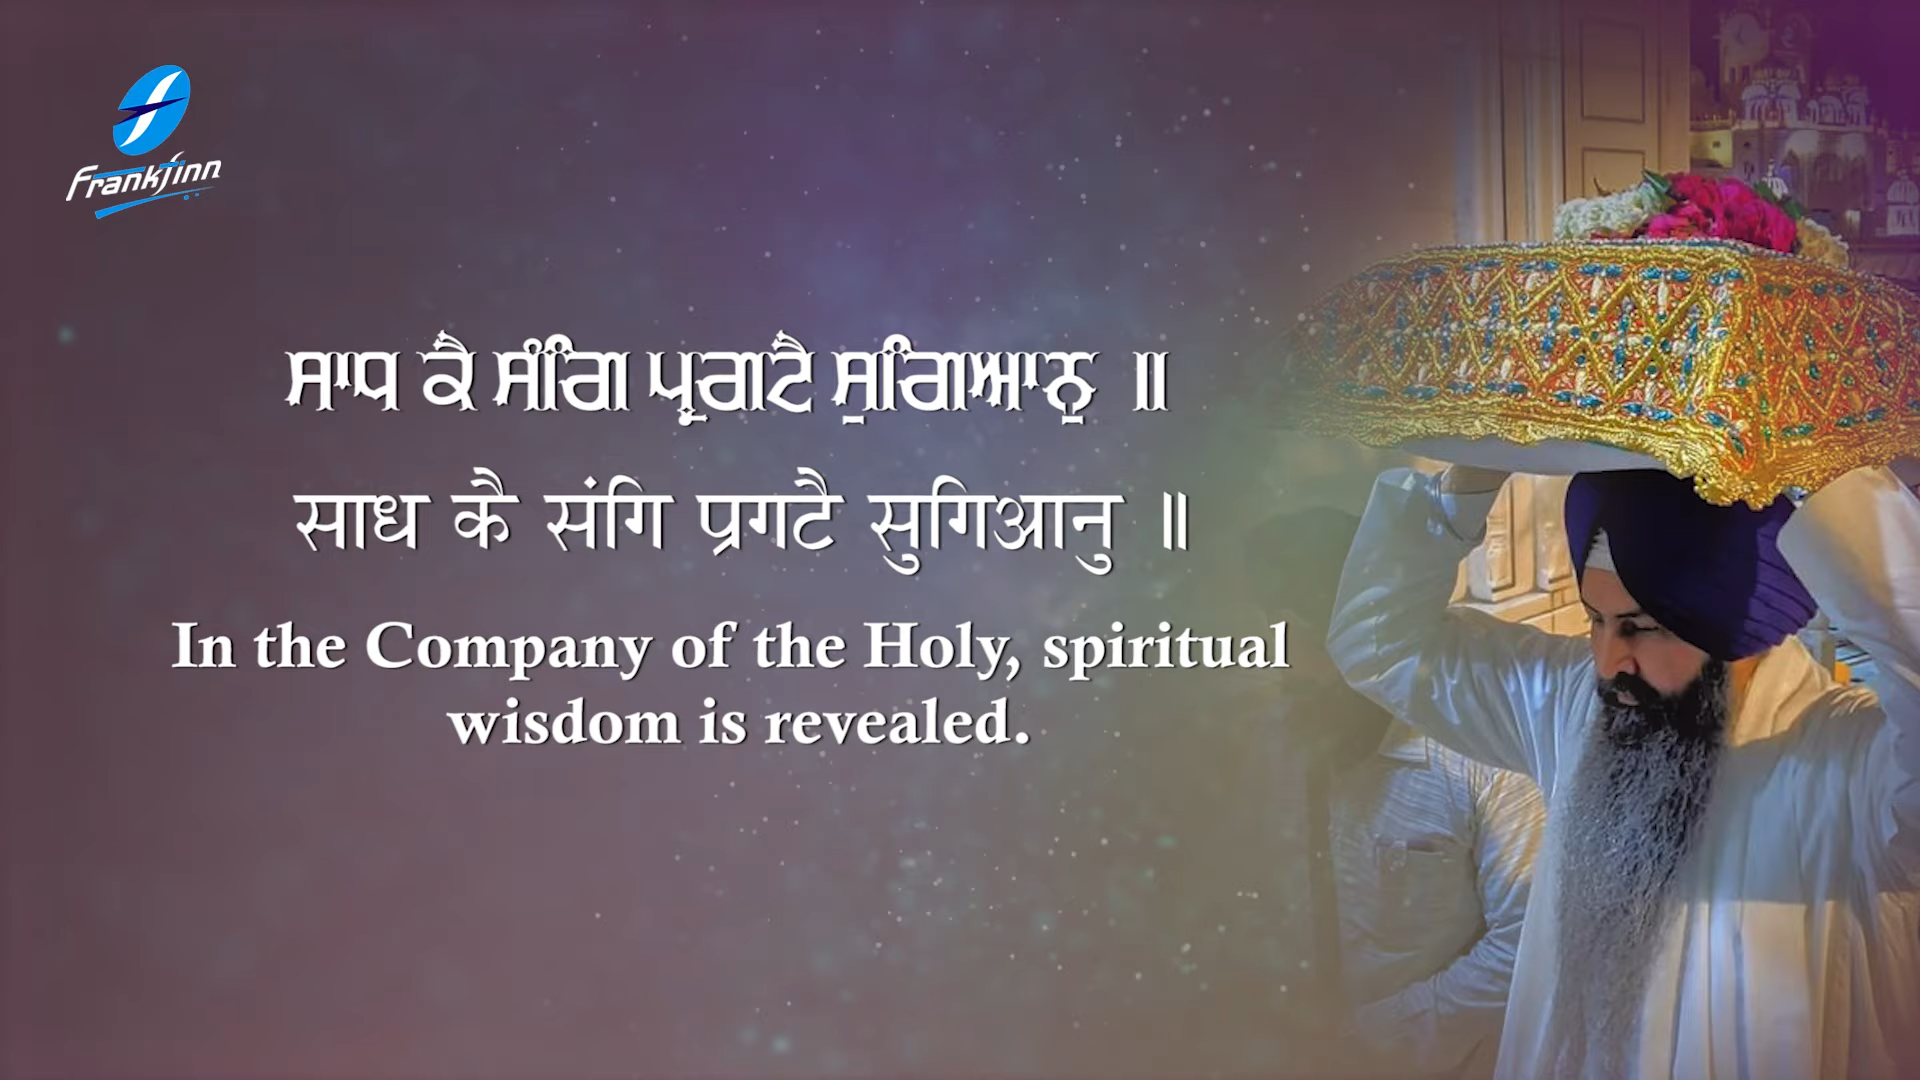 Frankfinn
ਸਾਧ ਕੈ ਸੰਗਿ ਪ੍ਰਗਟੈ ਸੁਗਿਆਨੁ ॥
साध कै संगि प्रगटै सुगिआनु ॥
In the Company of the Holy, spiritual
wisdom is revealed.